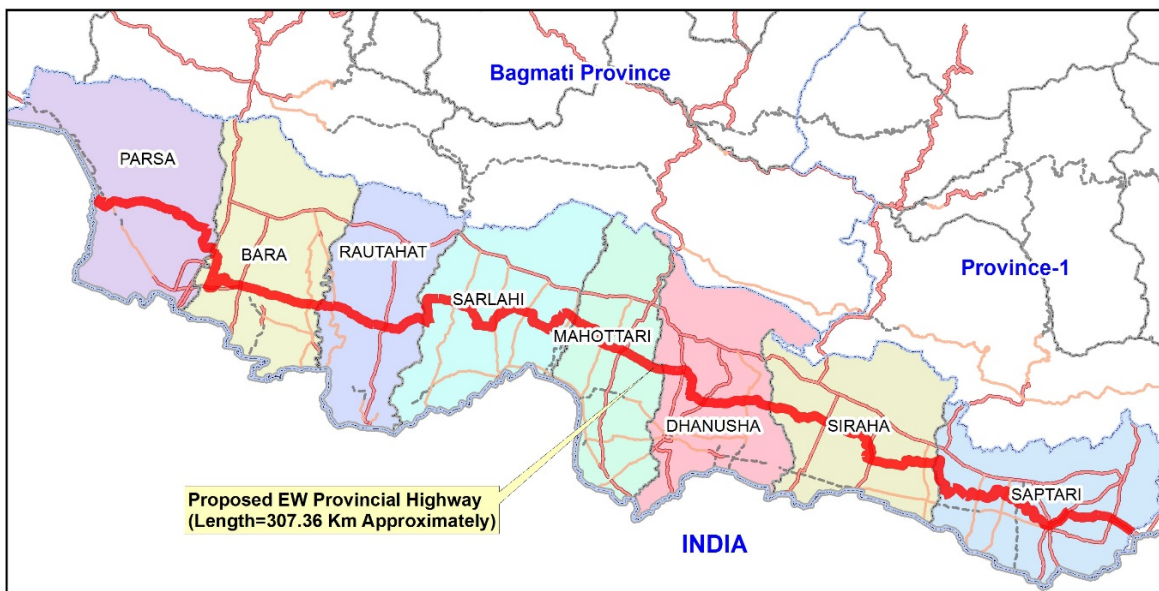 Bagmati Province
PARSA
BARA
RAUTAHAT
Province-1
SARLAHI
MAHOTTARI
DHANUSHA
SIRAHA
SAPTARI
Proposed EW Provincial Highway
(Length=307.36 Km Approximately)
INDIA